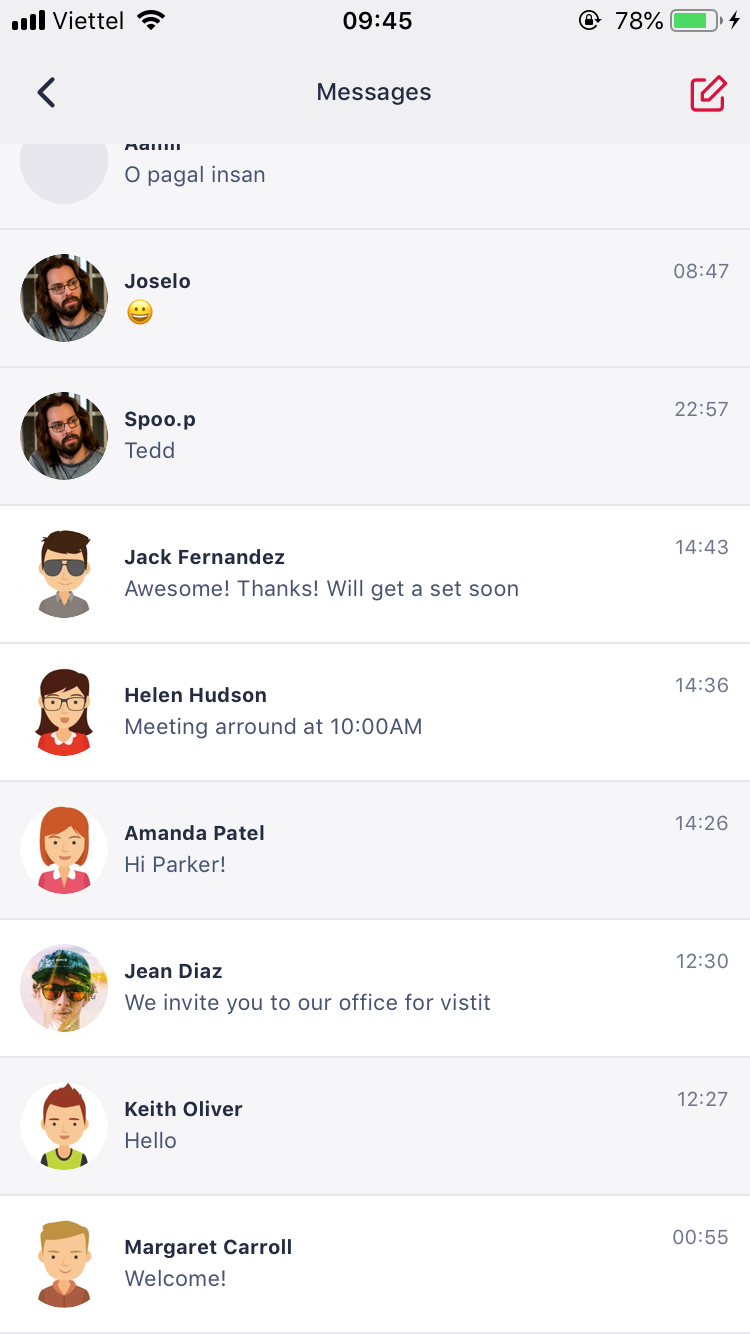 Viettel 09:45 78%
Messages
O pagal insan
Joselo 08:47
😀
Spoo.p 22:57
Tedd
Jack Fernandez 14:43
Awesome! Thanks! Will get a set soon
Helen Hudson 14:36
Meeting arround at 10:00AM
Amanda Patel 14:26
Hi Parker!
Jean Diaz 12:30
We invite you to our office for vistit
Keith Oliver 12:27
Hello
Margaret Carroll 00:55
Welcome!